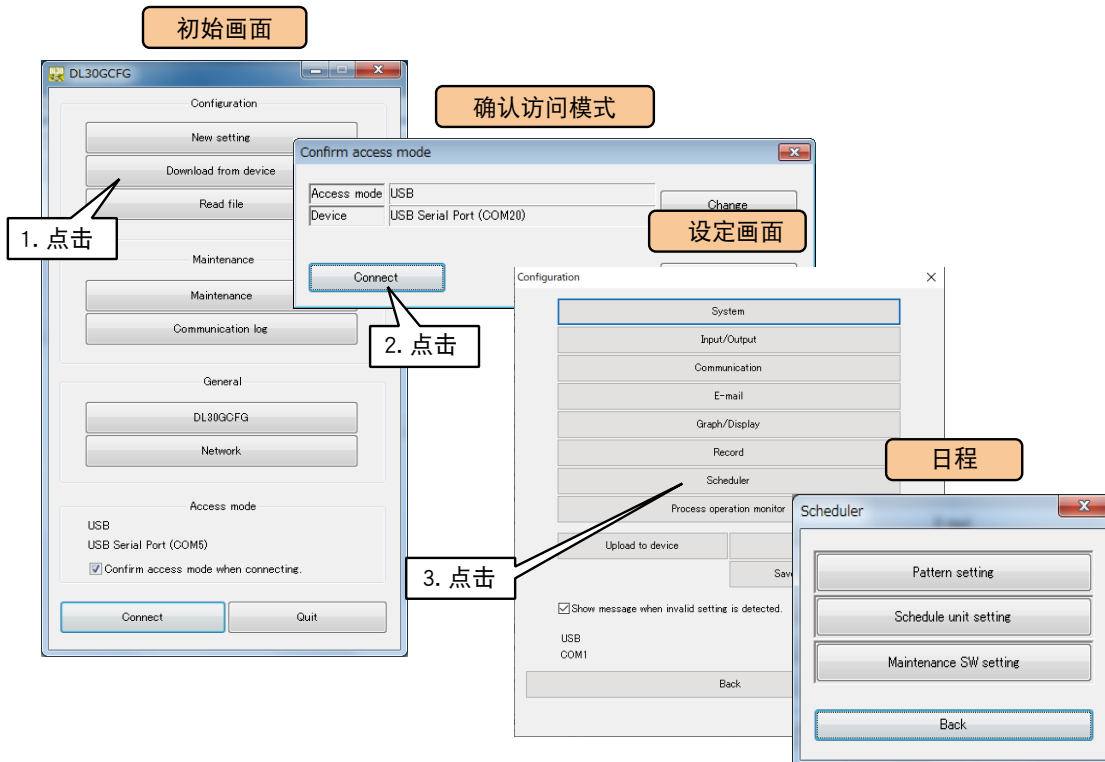 初始画面
DL30GCFG
Configuration
New setting
Download from device
Read file
1. 点击
Maintenance
Maintenance
Communication log
General
DL30GCFG
Network
Access mode
USB
USB Serial Port (COM5)
Confirm access mode when connecting.
Connect
Quit
确认访问模式
Confirm access mode
Access mode USB
Device USB Serial Port (COM20)
Change
Connect
2. 点击
设定画面
Configuration
System
Input/Output
Communication
E-mail
Graph/Display
Record
Scheduler
Process operation monitor
Upload to device
3. 点击
Show message when invalid setting is detected.
USB
COM1
Back
日程
Scheduler
Pattern setting
Schedule unit setting
Maintenance SW setting
Back